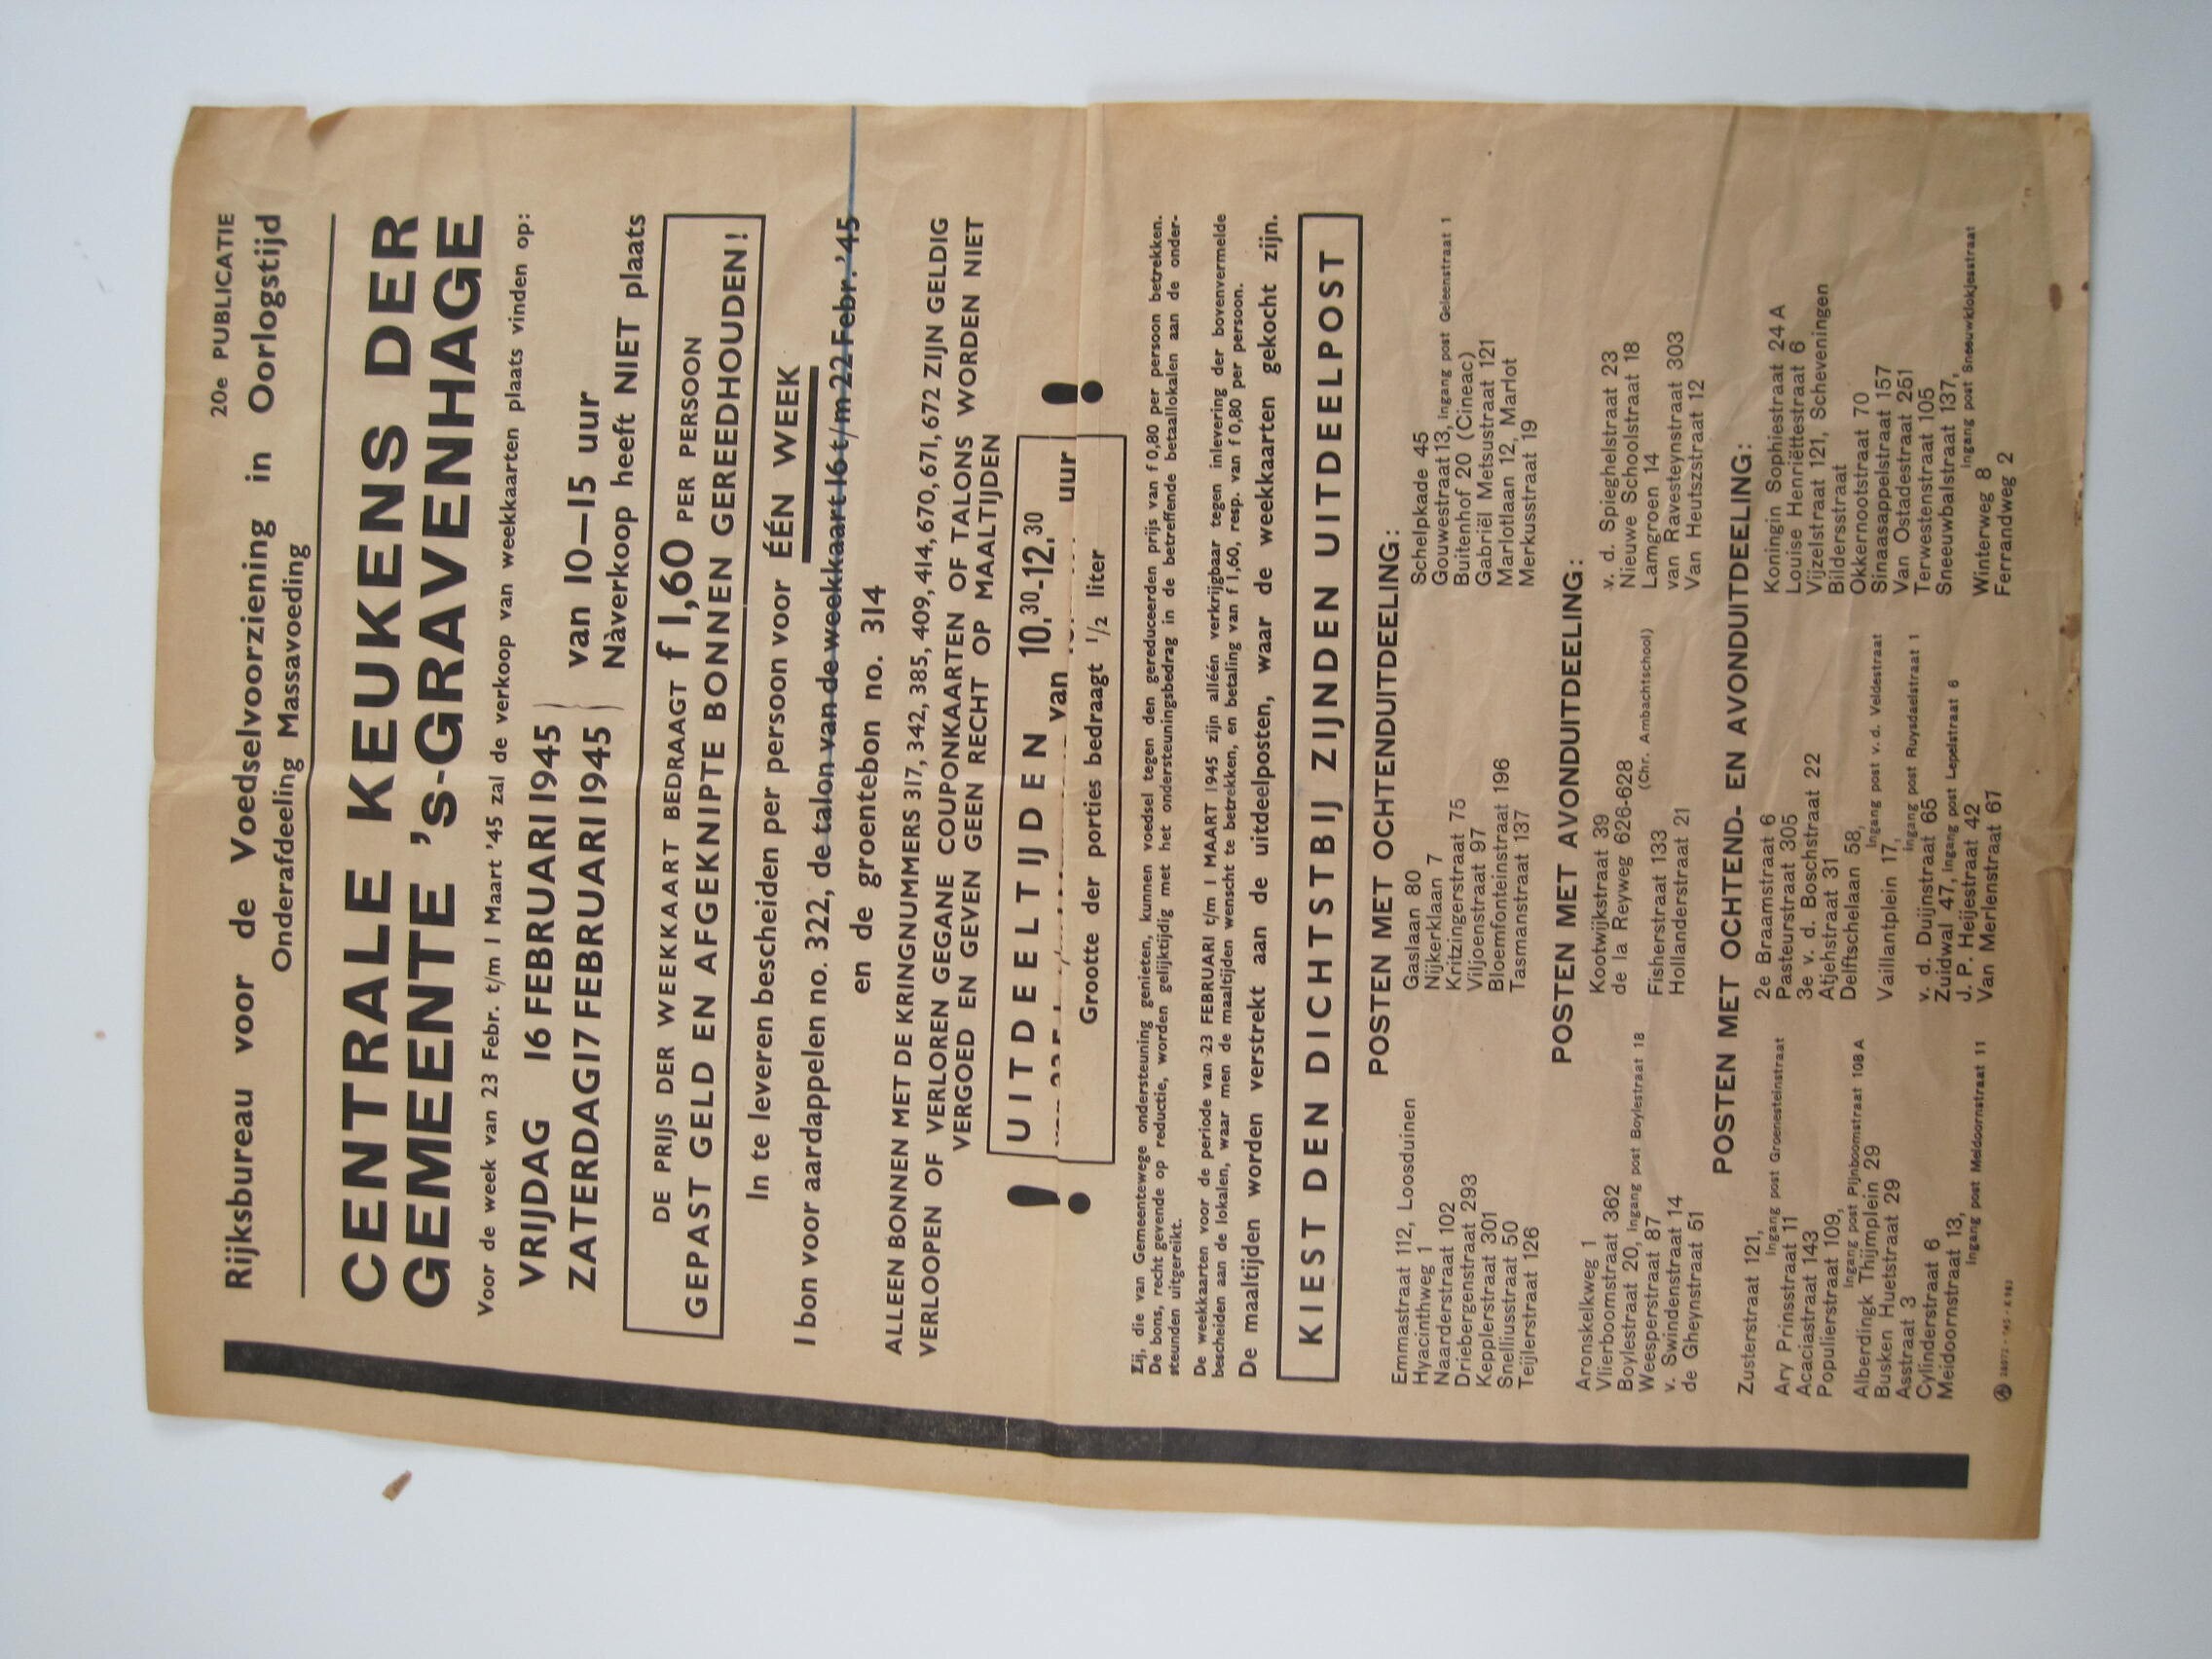 20e PUBLICATIE
Rijksbureau voor de Voedselvoorziening in Oorlogstijd
Onderafdeeling Massavoeding
CENTRALE KEUKENS DER
GEMEENTE 's-GRAVENHAGE
Voor de week van 23 Febr. t/m 1 Maart '45 zal de verkoop van weekkaarten plaats vinden op:
VRIJDAG 16 FEBRUARI 1945
ZATERDAG 17 FEBRUARI 1945
van 10—15 uur
Nàverkoop heeft NIET plaats
DE PRIJS DER WEEKKAART BEDRAAGT f 1,60 PER PERSOON
GEPAST GELD EN AFGEKNIPTE BONNEN GEREEDHOUDEN!
In te leveren bescheiden per persoon voor ÉÉN WEEK
1 bon voor aardappelen no. 322, de talon van de weekkaart 16 t/m 22 Febr. '45
en de groentebon no. 314
ALLEEN BONNEN MET DE KRINGNUMMERS 317, 342, 385, 409, 414, 670, 671, 672 ZIJN GELDIG
VERLOOPEN OF VERLOREN GEGANE COUPONKAARTEN OF TALONS WORDEN NIET
VERGOED EN GEVEN GEEN RECHT OP MAALTIJDEN
! UITDEELTIJDEN 10.30-12.30 !
van uur
Grootte der porties bedraagt 1/2 liter
Zij, die van Gemeentewege ondersteuning genieten, kunnen voedsel tegen den gereduceerden prijs van f 0,80 per persoon betrekken.
De bons, recht gevende op reductie, worden gelijktijdig met het ondersteuningsbedrag in de betreffende betaallokalen aan de onder-
steunden uitgereikt.
De weekkaarten voor de periode van 23 FEBRUARI t/m 1 MAART 1945 zijn alléén verkrijgbaar tegen inlevering der bovenvermelde
bescheiden aan de lokalen, waar men de maaltijden wenscht te betrekken, en betaling van f 1,60, resp. van f 0,80 per persoon.
De maaltijden worden verstrekt aan de uitdeelposten, waar de weekkaarten gekocht zijn.
KIEST DEN DICHTSTBIJ ZIJNDEN UITDEELPOST
POSTEN MET OCHTENDUITDEELING:
Emmastraat 112, Loosduinen
Hyacinthweg 1
Naarderstraat 102
Driebergenstraat 293
Kepplerstraat 301
Snelliusstraat 50
Teijlerstraat 126
Gaslaan 80
Nijkerklaan 7
Kritzingerstraat 75
Viljoenstraat 97
Bloemfonteinstraat 196
Tasmanstraat 137
Schelpkade 45
Gouwestraat 13, ingang post Geleenstraat 1
Buitenhof 20 (Cineac)
Gabriël Metsustraat 121
Marlotlaan 12, Marlot
Merkusstraat 19
POSTEN MET AVONDUITDEELING:
Aronskelkweg 1
Vlierboomstraat 362
Boylestraat 20, ingang post Boylestraat 18
Weesperstraat 87
v. Swindenstraat 14
de Gheynstraat 51
Kootwijkstraat 39
de la Reyweg 626-628
(Chr. Ambachtschool)
Fisherstraat 133
Hollanderstraat 21
v. d. Spieghelstraat 23
Nieuwe Schoolstraat 18
Lamgroen 14
van Ravesteynstraat 303
Van Heutszstraat 12
POSTEN MET OCHTEND- EN AVONDUITDEELING:
Zusterstraat 121,
ingang post Groenesteinstraat
Ary Prinsstraat 11
Acaciastraat 143
Populierstraat 109,
ingang post Pijnboomstraat 108 A
Alberdingk Thijmplein 29
Busken Huetstraat 29
Asstraat 3
Cylinderstraat 6
Meidoornstraat 13,
ingang post Meidoornstraat 11
2e Braamstraat 6
Pasteurstraat 305
3e v. d. Boschstraat 22
Atjehstraat 31
Delftschelaan 58,
ingang post v. d. Veldestraat
Vaillantplein 17,
ingang post Ruysdaelstraat 1
v. d. Duijnstraat 65
Zuidwal 47, ingang post Lepelstraat 6
J. P. Heijestraat 42
Van Merlenstraat 61
Koningin Sophiestraat 24 A
Louise Henriëttestraat 6
Vijzelstraat 121, Scheveningen
Bildersstraat
Okkernootstraat 70
Sinaasappelstraat 157
Van Ostadestraat 251
Terwestenstraat 105
Sneeuwbalstraat 137,
ingang post Sneeuwklokjesstraat
Winterweg 8
Ferrandweg 2